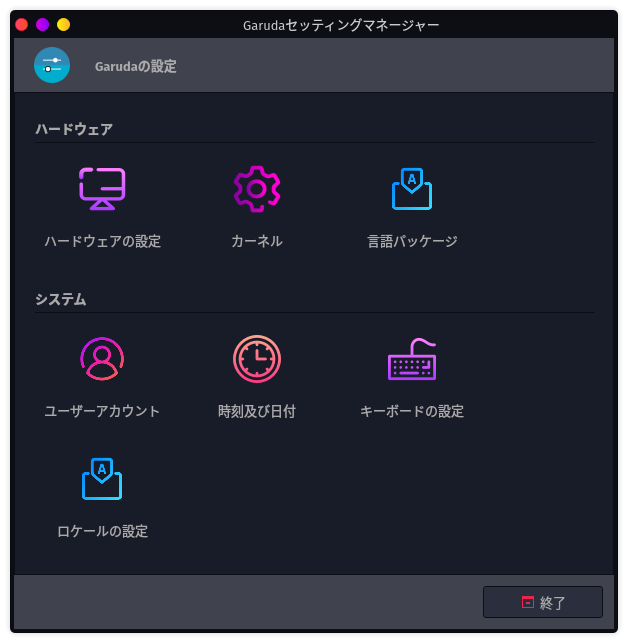 Garudaセッティングマネージャー
Garudaの設定
ハードウェア
ハードウェアの設定
カーネル
言語パッケージ
システム
ユーザーアカウント
時刻及び日付
キーボードの設定
ロケールの設定
終了